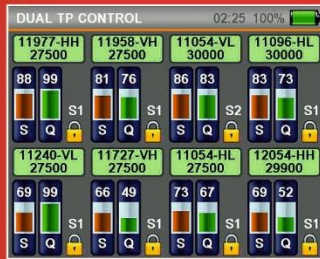 DUAL TP CONTROL 02:25 100%
11977-HH 11958-VH 11054-VL 11096-HL
27500 27500 30000 30000
88 99 81 76 86 83 83 73
S1 S1 S2 S1
S Q S Q S Q S Q
11240-VL 11727-VH 11054-HL 12054-HH
27500 27500 27500 29900
69 99 66 49 73 67 69 52
S1 S1 S1 S1
S Q S Q S Q S Q